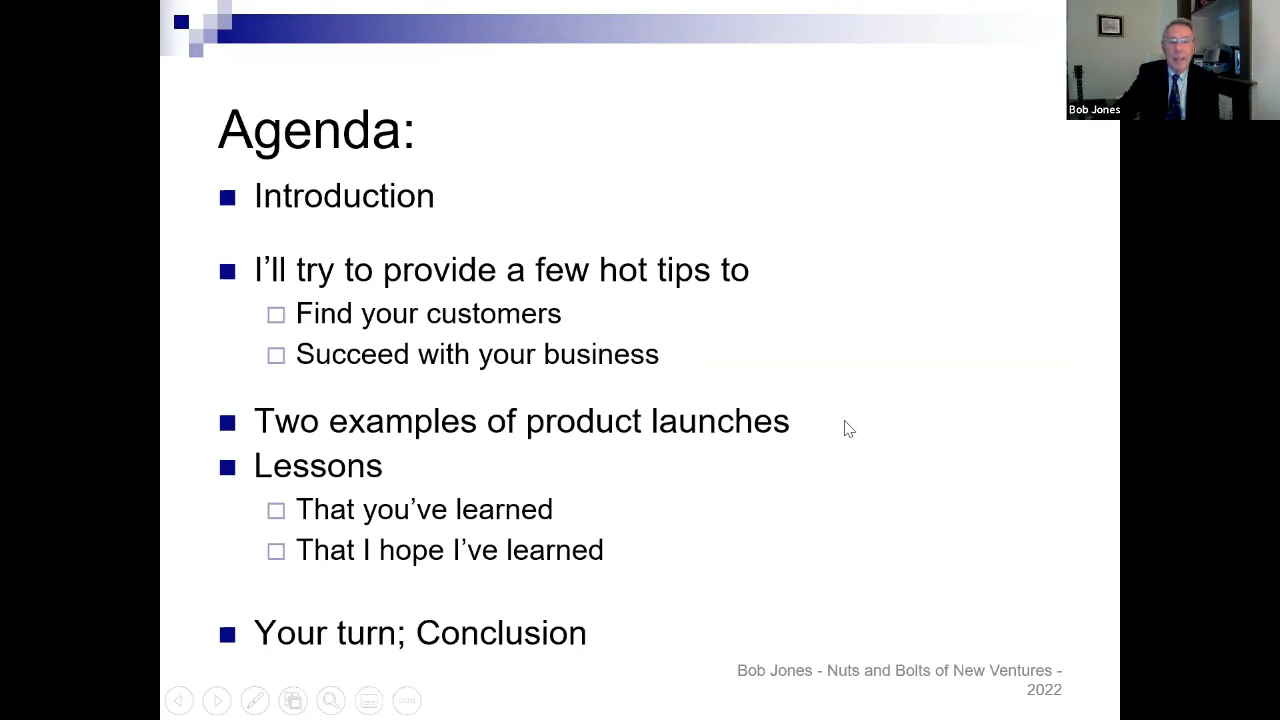 Agenda:
Introduction
I’ll try to provide a few hot tips to
Find your customers
Succeed with your business
Two examples of product launches
Lessons
That you’ve learned
That I hope I’ve learned
Your turn; Conclusion
Bob Jones - Nuts and Bolts of New Ventures -
2022
Bob Jones